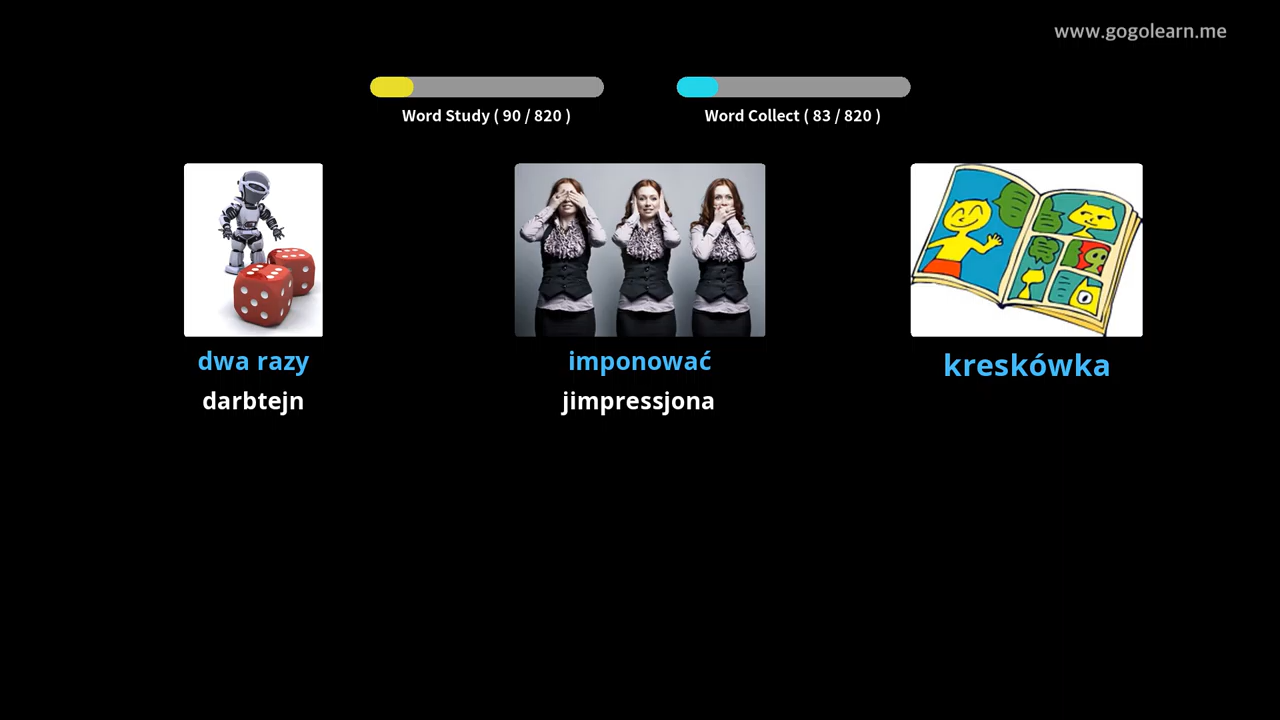 www.gogolearn.me
Word Study ( 90 / 820 )
Word Collect ( 83 / 820 )
dwa razy
darbtejn
imponować
jimpressjona
kreskówka